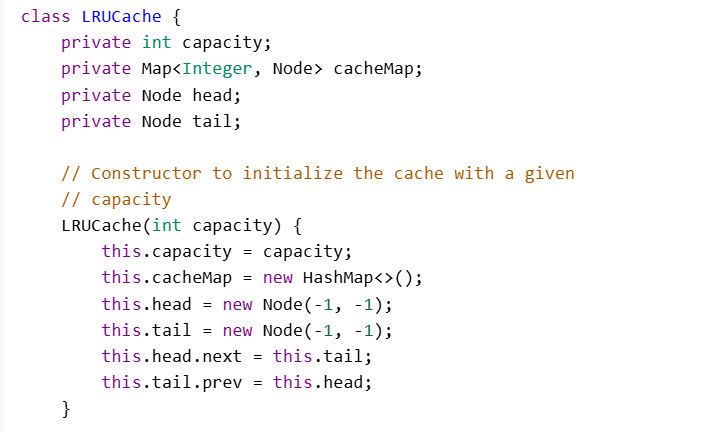 class LRUCache {
    private int capacity;
    private Map<Integer, Node> cacheMap;
    private Node head;
    private Node tail;

    // Constructor to initialize the cache with a given
    // capacity
    LRUCache(int capacity) {
        this.capacity = capacity;
        this.cacheMap = new HashMap<>();
        this.head = new Node(-1, -1);
        this.tail = new Node(-1, -1);
        this.head.next = this.tail;
        this.tail.prev = this.head;
    }